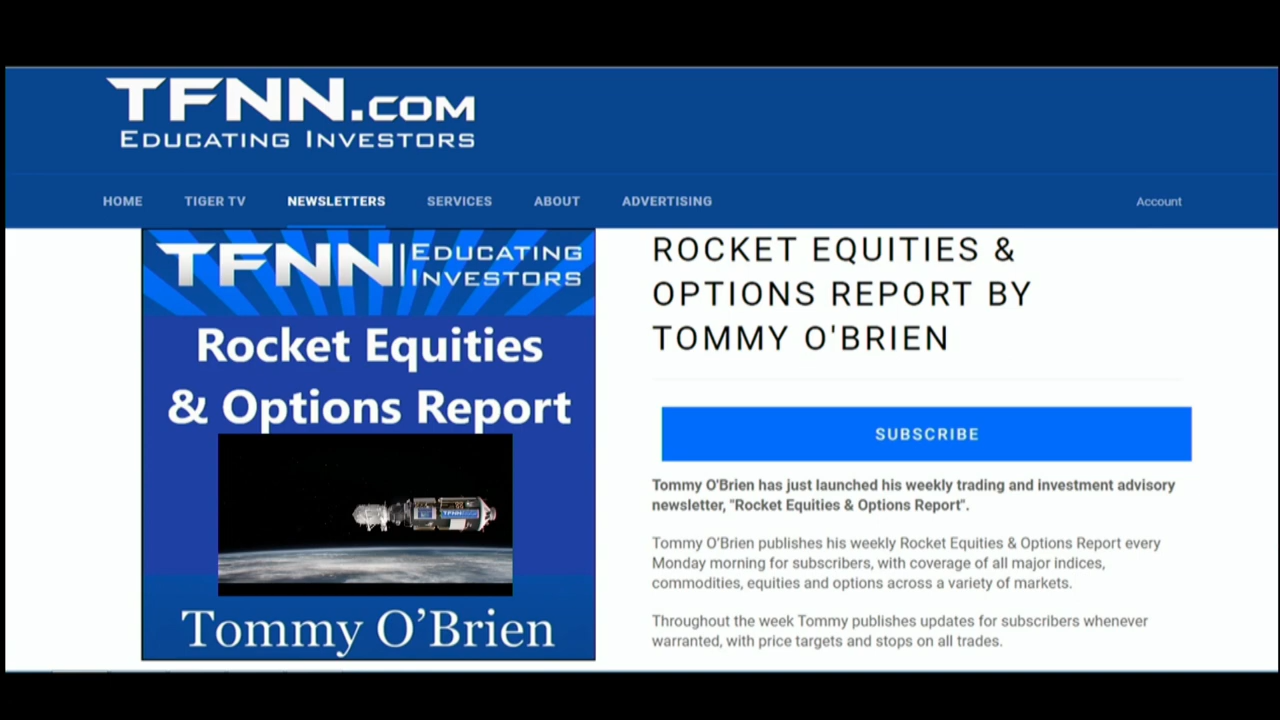 TFNN.COM
EDUCATING INVESTORS
HOME TIGER TV NEWSLETTERS SERVICES ABOUT ADVERTISING Account
TFNN | EDUCATING
INVESTORS
Rocket Equities
& Options Report
TFNN
Tommy O’Brien
ROCKET EQUITIES &
OPTIONS REPORT BY
TOMMY O'BRIEN
SUBSCRIBE
Tommy O'Brien has just launched his weekly trading and investment advisory
newsletter, "Rocket Equities & Options Report".
Tommy O'Brien publishes his weekly Rocket Equities & Options Report every
Monday morning for subscribers, with coverage of all major indices,
commodities, equities and options across a variety of markets.
Throughout the week Tommy publishes updates for subscribers whenever
warranted, with price targets and stops on all trades.